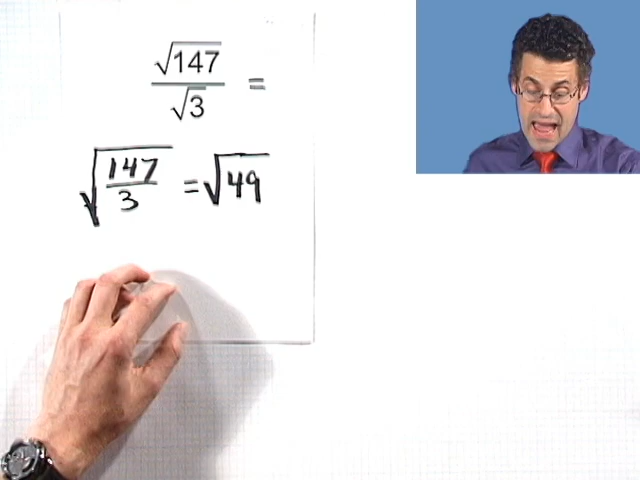 √147 / √3 =
√(147/3) = √49